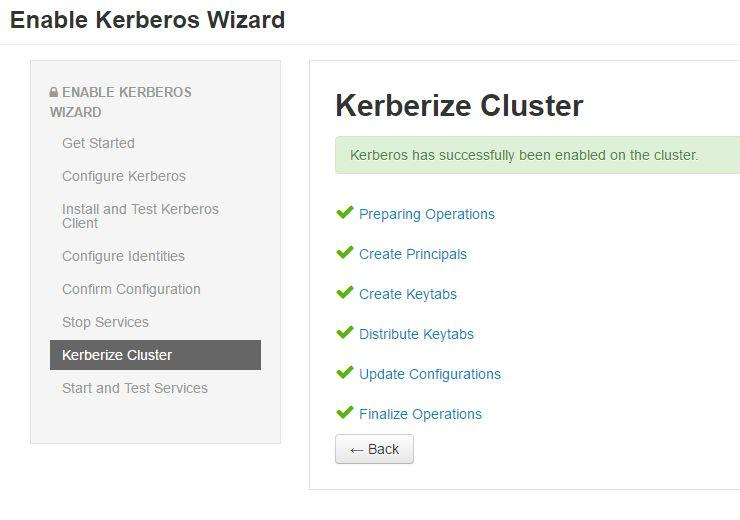 Enable Kerberos Wizard
ENABLE KERBEROS
WIZARD
Get Started
Configure Kerberos
Install and Test Kerberos
Client
Configure Identities
Confirm Configuration
Stop Services
Kerberize Cluster
Start and Test Services
Kerberize Cluster
Kerberos has successfully been enabled on the cluster.
Preparing Operations
Create Principals
Create Keytabs
Distribute Keytabs
Update Configurations
Finalize Operations
← Back